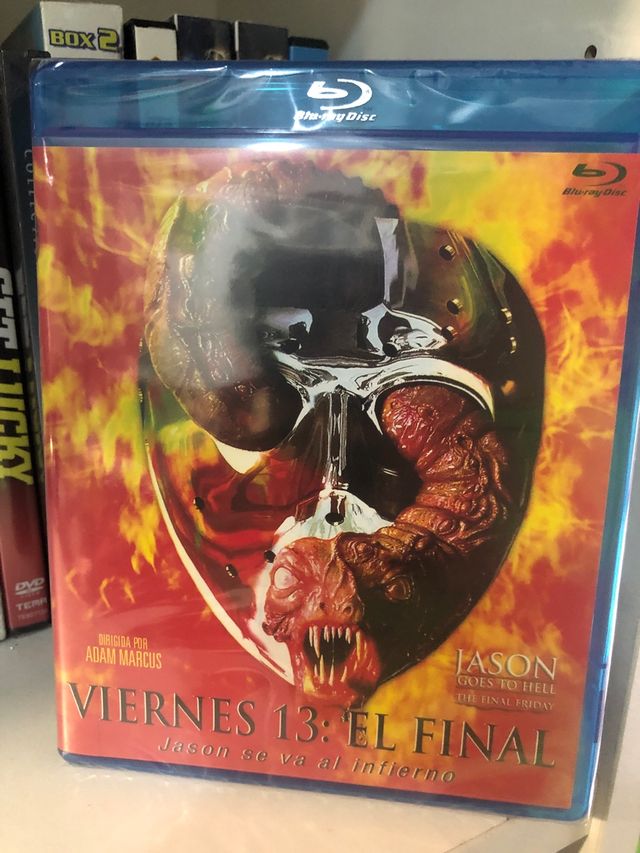 BOX 2
Blu-ray Disc
Blu-ray Disc
LUCKY
DVD
DIRIGIDA POR
ADAM MARCUS
JASON
GOES TO HELL
THE FINAL FRIDAY
VIERNES 13: EL FINAL
Jason se va al infierno